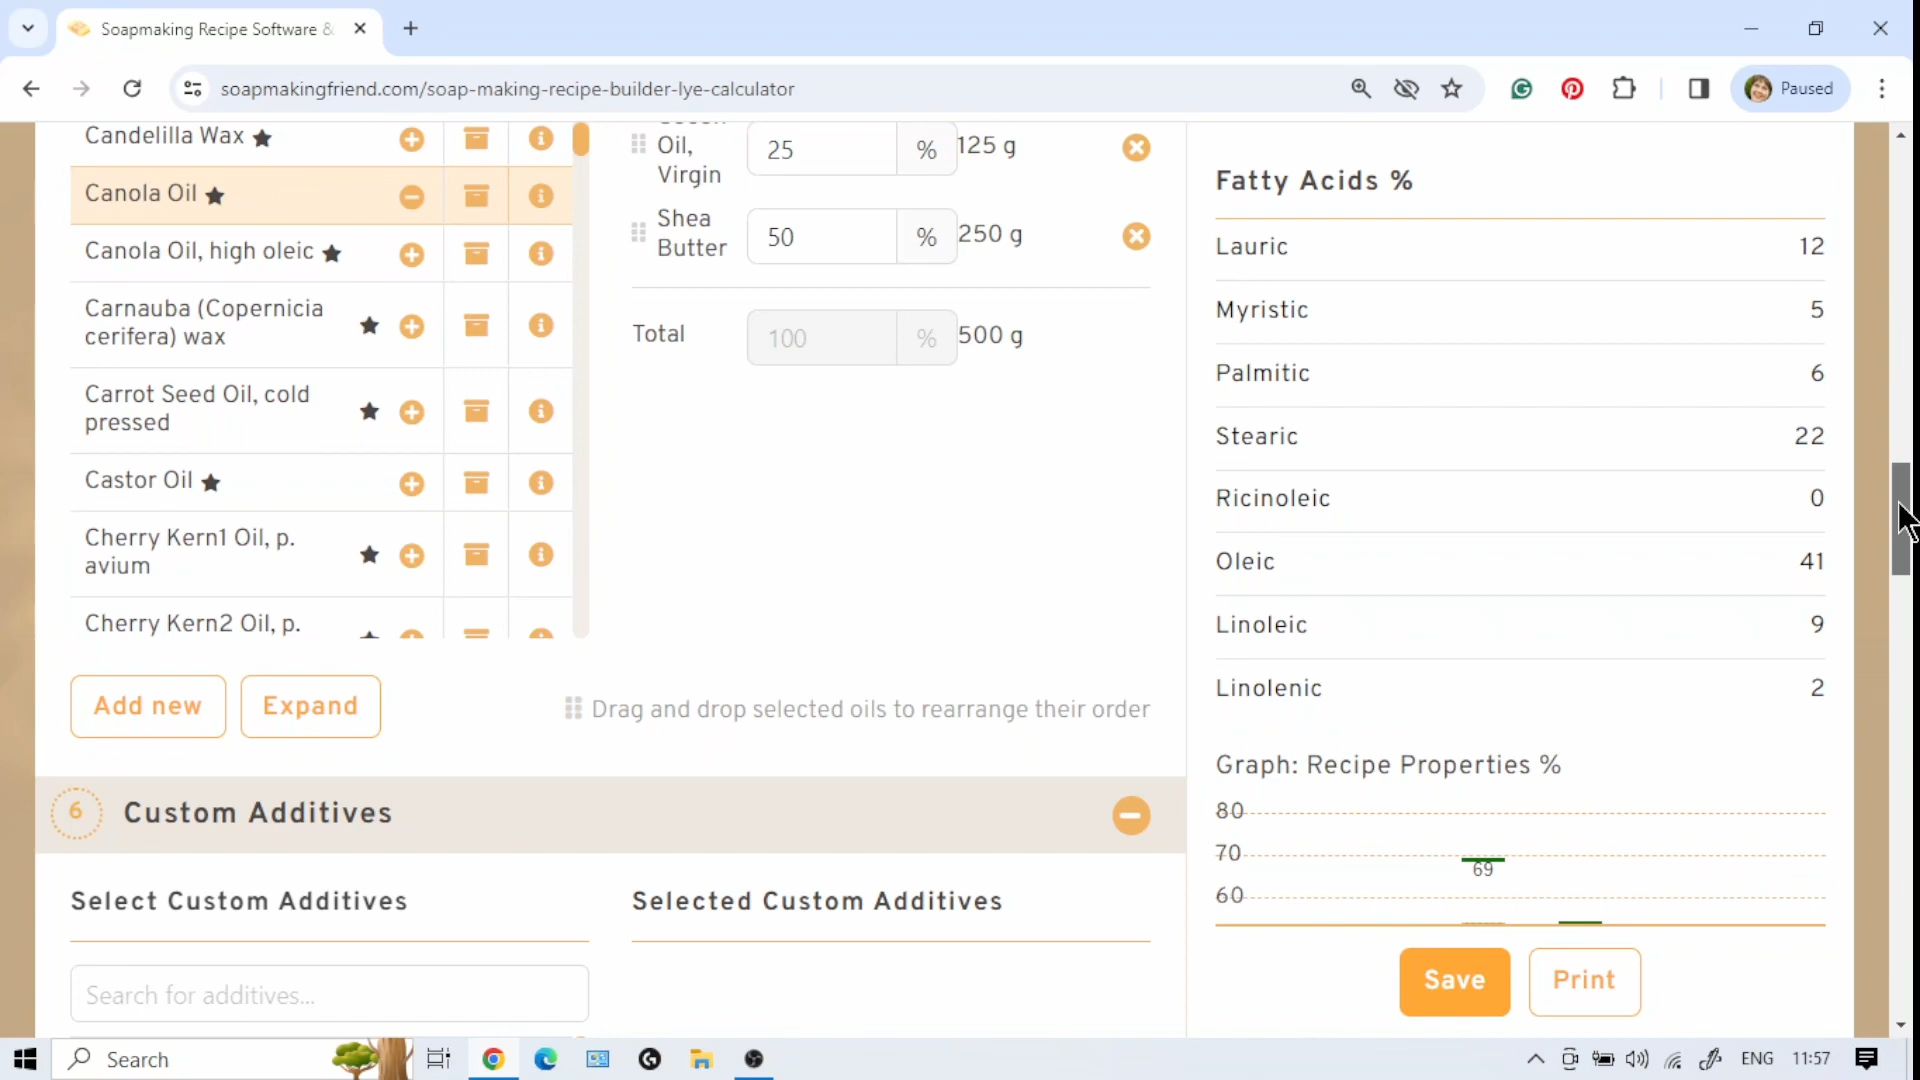 Soapmaking Recipe Software &
soapmakingfriend.com/soap-making-recipe-builder-lye-calculator
Paused
Candelilla Wax
Canola Oil
Canola Oil, high oleic
Carnauba (Copernicia
cerifera) wax
Carrot Seed Oil, cold
pressed
Castor Oil
Cherry Kern1 Oil, p.
avium
Cherry Kern2 Oil, p.
Add new
Expand
Oil,
Virgin
25
%
125 g
Shea
Butter
50
%
250 g
Total
100
%
500 g
Drag and drop selected oils to rearrange their order
6
Custom Additives
Select Custom Additives
Search for additives...
Selected Custom Additives
Fatty Acids %
Lauric 12
Myristic 5
Palmitic 6
Stearic 22
Ricinoleic 0
Oleic 41
Linoleic 9
Linolenic 2
Graph: Recipe Properties %
80
70
69
60
Save
Print
Search
ENG
11:57